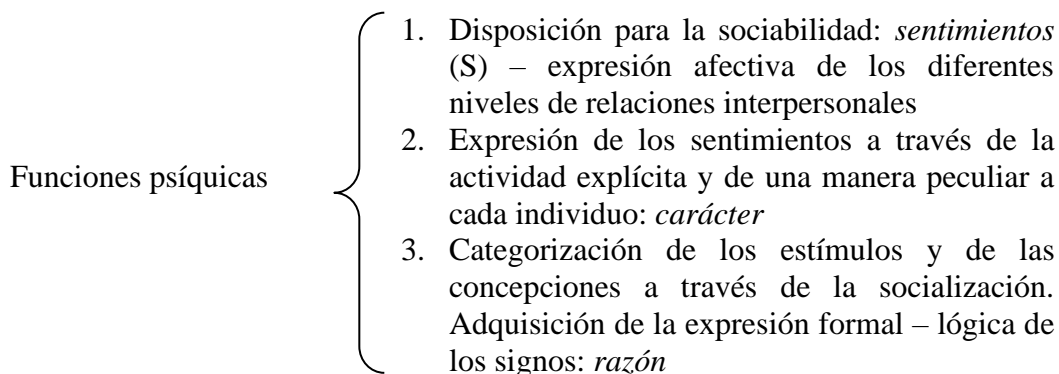 1. Disposición para la sociabilidad: sentimientos
(S) – expresión afectiva de los diferentes
niveles de relaciones interpersonales
2. Expresión de los sentimientos a través de la
Funciones psíquicas
actividad explícita y de una manera peculiar a
cada individuo: carácter
3. Categorización de los estímulos y de las
concepciones a través de la socialización.
Adquisición de la expresión formal – lógica de
los signos: razón